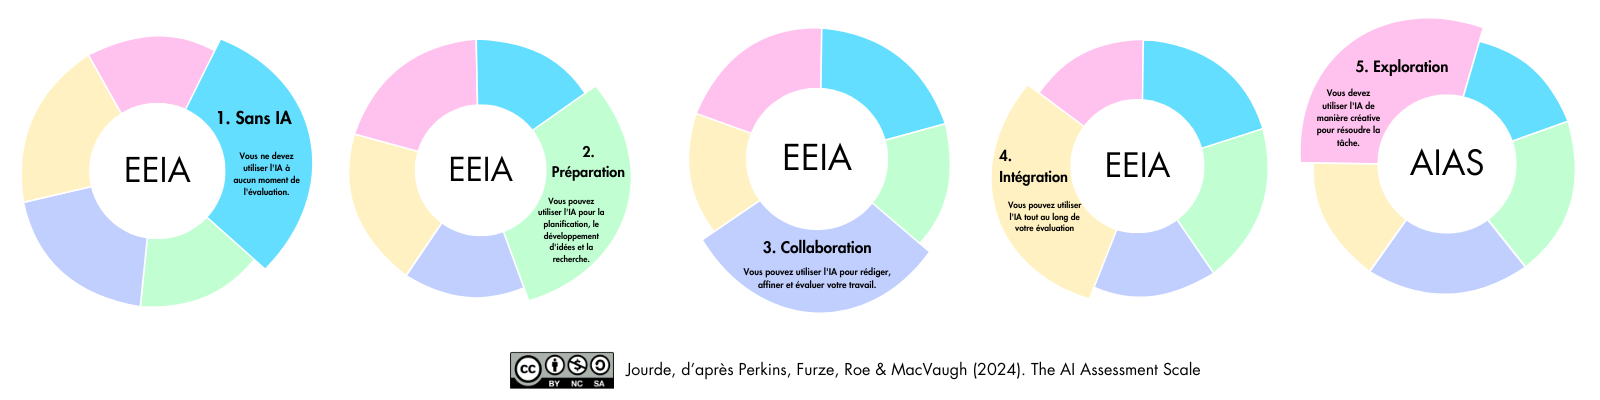 EEIA
1. Sans IA
Vous ne devez
utiliser l'IA à
aucun moment de
l'évaluation.
EEIA
2.
Préparation
Vous pouvez
utiliser l'IA pour la
planification, le
développement
d'idées et la
recherche.
EEIA
3. Collaboration
Vous pouvez utiliser l'IA pour rédiger,
affiner et évaluer votre travail.
4.
Intégration
EEIA
Vous pouvez utiliser
l'IA tout au long de
votre évaluation
5. Exploration
Vous devez
utiliser l'IA de
manière créative
pour résoudre la
tâche.
AIAS
cc BY NC SA
Jourde, d’après Perkins, Furze, Roe & MacVaugh (2024). The AI Assessment Scale